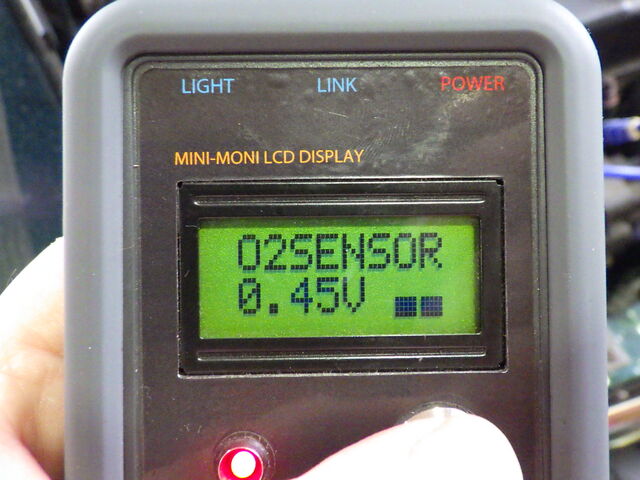 LIGHT LINK POWER
MINI-MONI LCD DISPLAY
O2SENSOR
0.45V